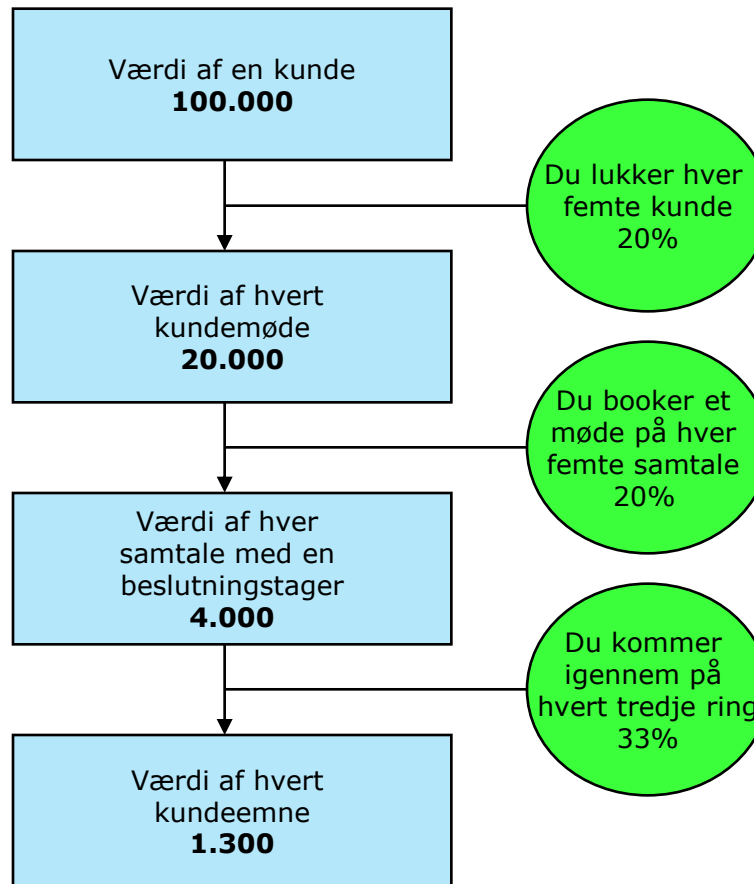 Værdi af en kunde
100.000
Du lukker hver
femte kunde
20%
Værdi af hvert
kundemøde
20.000
Du booker et
møde på hver
femte samtale
20%
Værdi af hver
samtale med en
beslutningstager
4.000
Du kommer
igennem på
hvert tredje ring
33%
Værdi af hvert
kundeemne
1.300